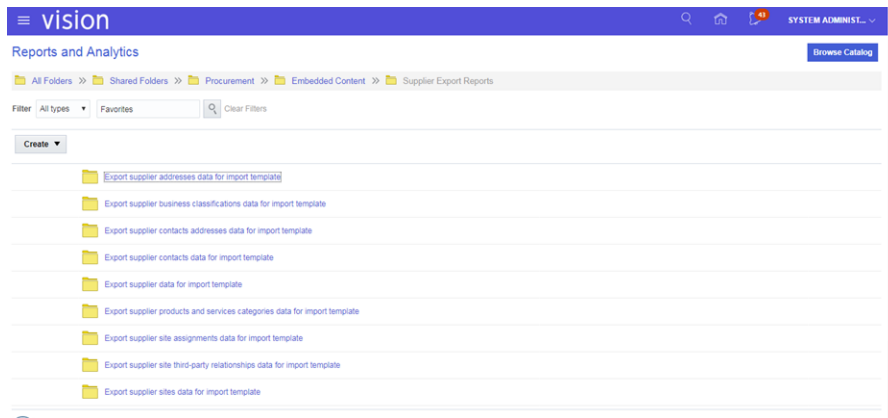 vision
43
SYSTEM ADMINIST...
Reports and Analytics
Browse Catalog
All Folders » Shared Folders » Procurement » Embedded Content » Supplier Export Reports
Filter All types Favorites Clear Filters
Create
Export supplier addresses data for import template
Export supplier business classifications data for import template
Export supplier contacts addresses data for import template
Export supplier contacts data for import template
Export supplier data for import template
Export supplier products and services categories data for import template
Export supplier site assignments data for import template
Export supplier site third-party relationships data for import template
Export supplier sites data for import template